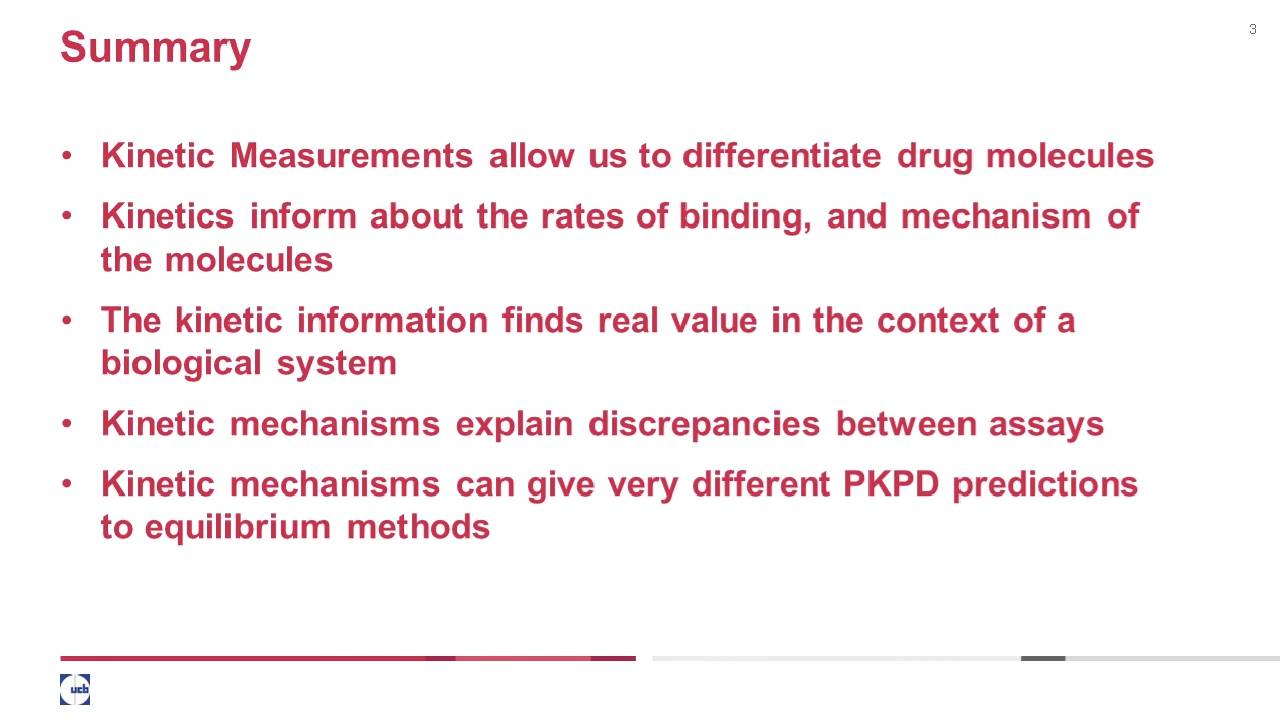 Summary
3
• Kinetic Measurements allow us to differentiate drug molecules
• Kinetics inform about the rates of binding, and mechanism of
the molecules
• The kinetic information finds real value in the context of a
biological system
• Kinetic mechanisms explain discrepancies between assays
• Kinetic mechanisms can give very different PKPD predictions
to equilibrium methods
ucb